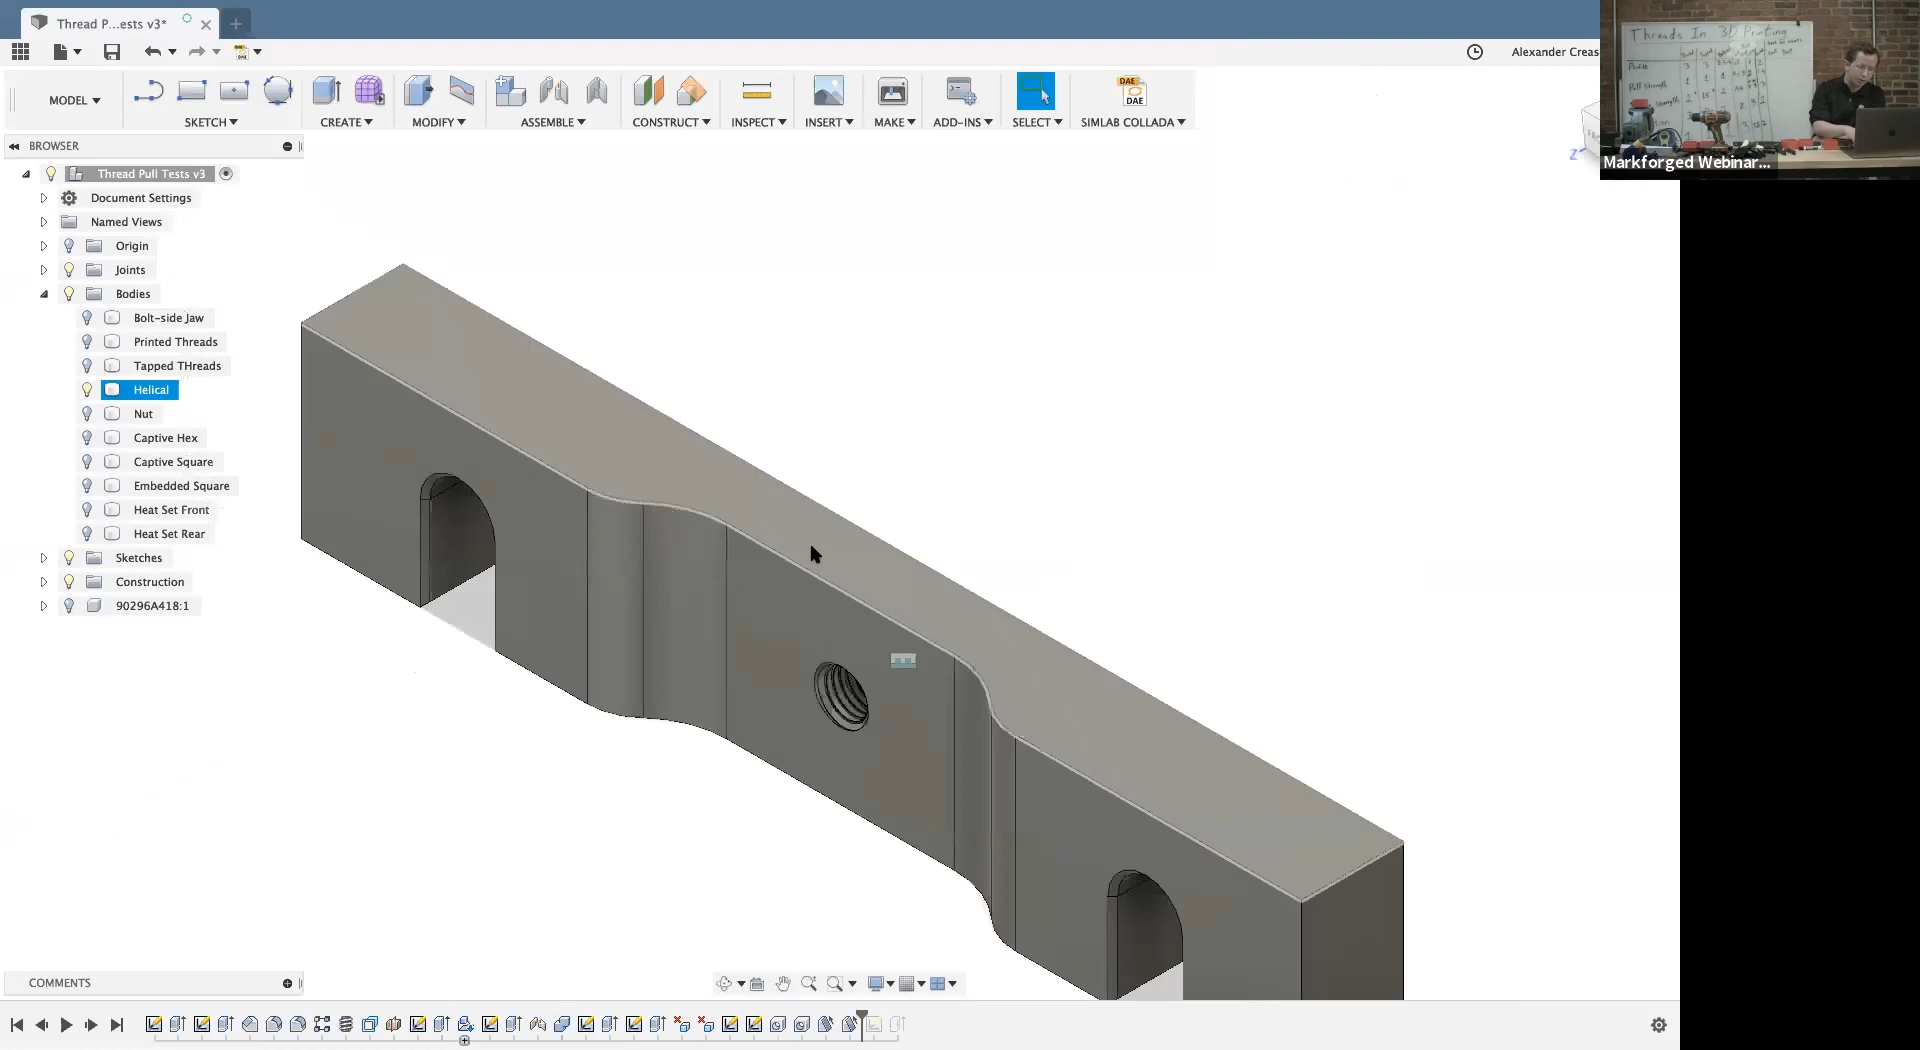 Thread P...ests v3*
Alexander Creas
MODEL
SKETCH
CREATE
MODIFY
ASSEMBLE
CONSTRUCT
INSPECT
INSERT
MAKE
ADD-INS
SELECT
DAE
DAE
SIMLAB COLLADA
Threads In 3D Printing
Markforged Webinar...
Z
BROWSER
Thread Pull Tests v3
Document Settings
Named Views
Origin
Joints
Bodies
Bolt-side Jaw
Printed Threads
Tapped THreads
Helical
Nut
Captive Hex
Captive Square
Embedded Square
Heat Set Front
Heat Set Rear
Sketches
Construction
90296A418:1
COMMENTS